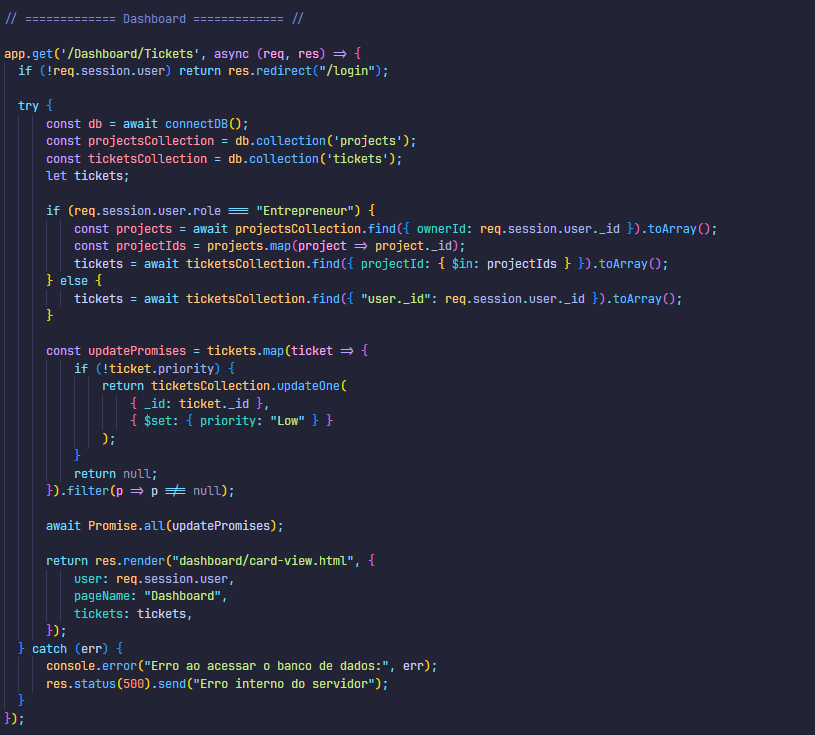 // ============= Dashboard ============= //
app.get('/Dashboard/Tickets', async (req, res) => {
if (!req.session.user) return res.redirect("/login");
try {
const db = await connectDB();
const projectsCollection = db.collection('projects');
const ticketsCollection = db.collection('tickets');
let tickets;
if (req.session.user.role === "Entrepreneur") {
const projects = await projectsCollection.find({ ownerId: req.session.user._id }).toArray();
const projectIds = projects.map(project => project._id);
tickets = await ticketsCollection.find({ projectId: { $in: projectIds } }).toArray();
} else {
tickets = await ticketsCollection.find({ "user._id": req.session.user._id }).toArray();
}
const updatePromises = tickets.map(ticket => {
if (!ticket.priority) {
return ticketsCollection.updateOne(
{ _id: ticket._id },
{ $set: { priority: "Low" } }
);
}
return null;
}).filter(p => p !== null);
await Promise.all(updatePromises);
return res.render("dashboard/card-view.html", {
user: req.session.user,
pageName: "Dashboard",
tickets: tickets,
});
} catch (err) {
console.error("Erro ao acessar o banco de dados:", err);
res.status(500).send("Erro interno do servidor");
}
});